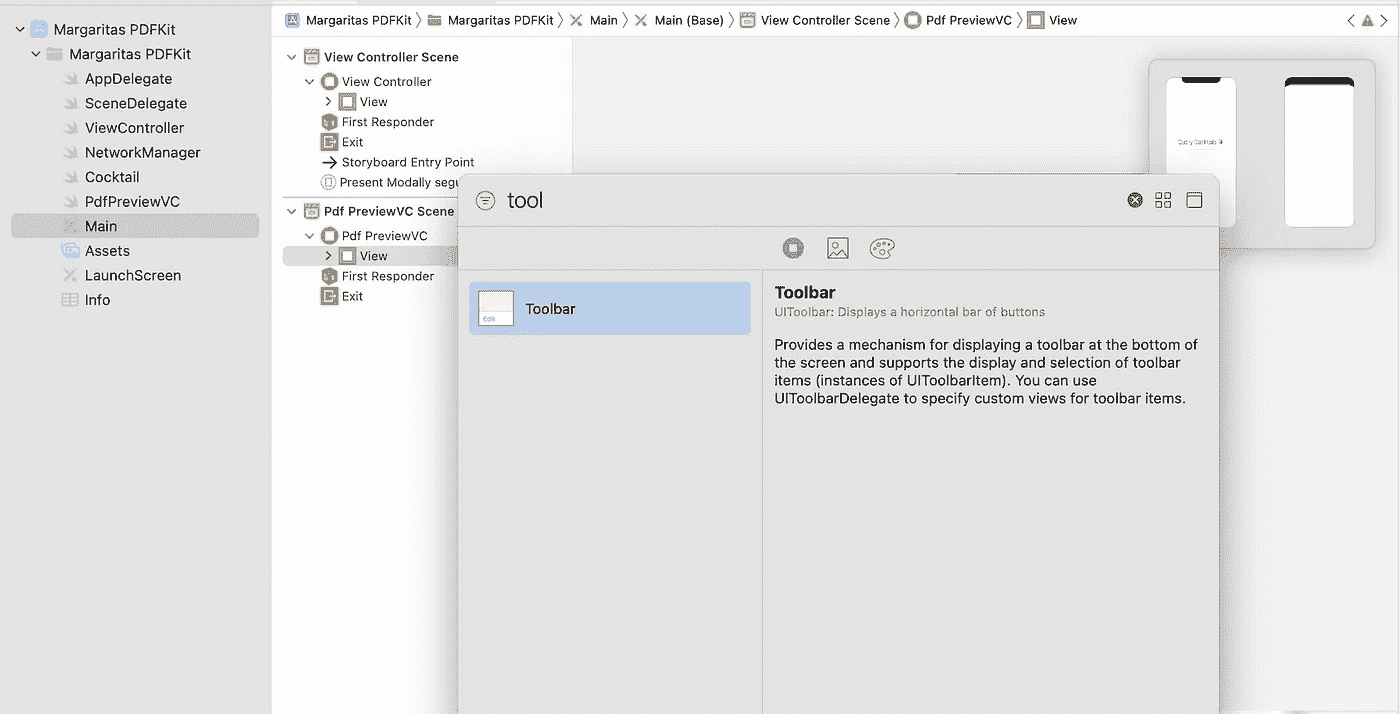 Margaritas PDFKit
Margaritas PDFKit
AppDelegate
SceneDelegate
ViewController
NetworkManager
Cocktail
PdfPreviewVC
Main
Assets
LaunchScreen
Info
Margaritas PDFKit Margaritas PDFKit Main Main (Base) View Controller Scene Pdf PreviewVC View
View Controller Scene
View Controller
View
First Responder
Exit
Storyboard Entry Point
Present Modally segu
Pdf PreviewVC Scene
Pdf PreviewVC
View
First Responder
Exit
Query Cocktails
tool
Edit
Toolbar
Toolbar
UIToolbar: Displays a horizontal bar of buttons
Provides a mechanism for displaying a toolbar at the bottom of
the screen and supports the display and selection of toolbar
items (instances of UIToolbarItem). You can use
UIToolbarDelegate to specify custom views for toolbar items.